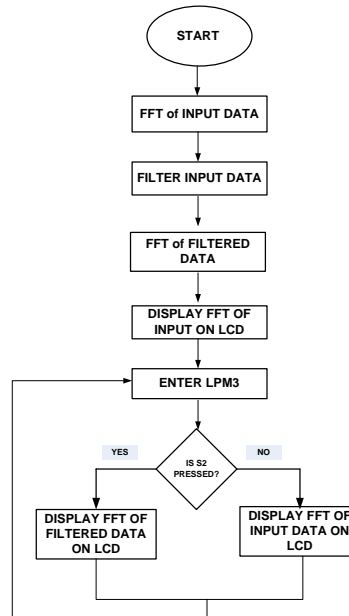 START
FFT of INPUT DATA
FILTER INPUT DATA
FFT of FILTERED
DATA
DISPLAY FFT OF
INPUT ON LCD
ENTER LPM3
YES
IS S2
PRESSED?
NO
DISPLAY FFT OF
FILTERED DATA
ON LCD
DISPLAY FFT OF
INPUT DATA ON
LCD